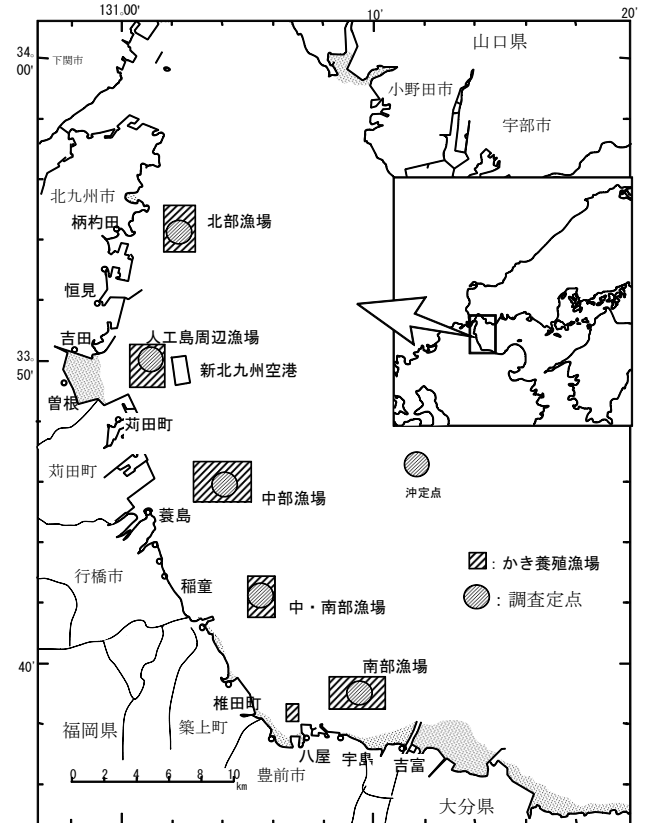 131.00'
10'
20'
34°
00'
山口県
下関市
小野田市
宇部市
北九州市
柄杓田
北部漁場
恒見
吉田
人工島周辺漁場
33°
50'
新北九州空港
曽根
苅田町
苅田町
沖定点
中部漁場
蓑島
：かき養殖漁場
行橋市
稲童
：調査定点
中・南部漁場
40'
南部漁場
椎田町
福岡県
築上町
八屋
宇島
吉富
豊前市
0 2 4 6 8 10
km
大分県